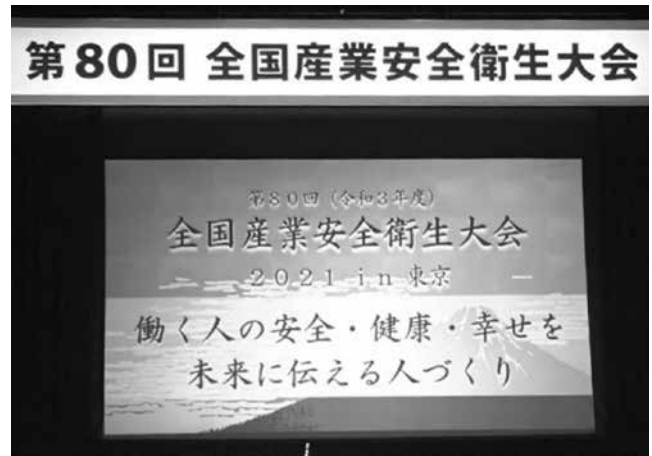 第80回 全国産業安全衛生大会
第80回（令和3年度）
全国産業安全衛生大会
2021 in 東京
働く人の安全・健康・幸せを
未来に伝える人づくり